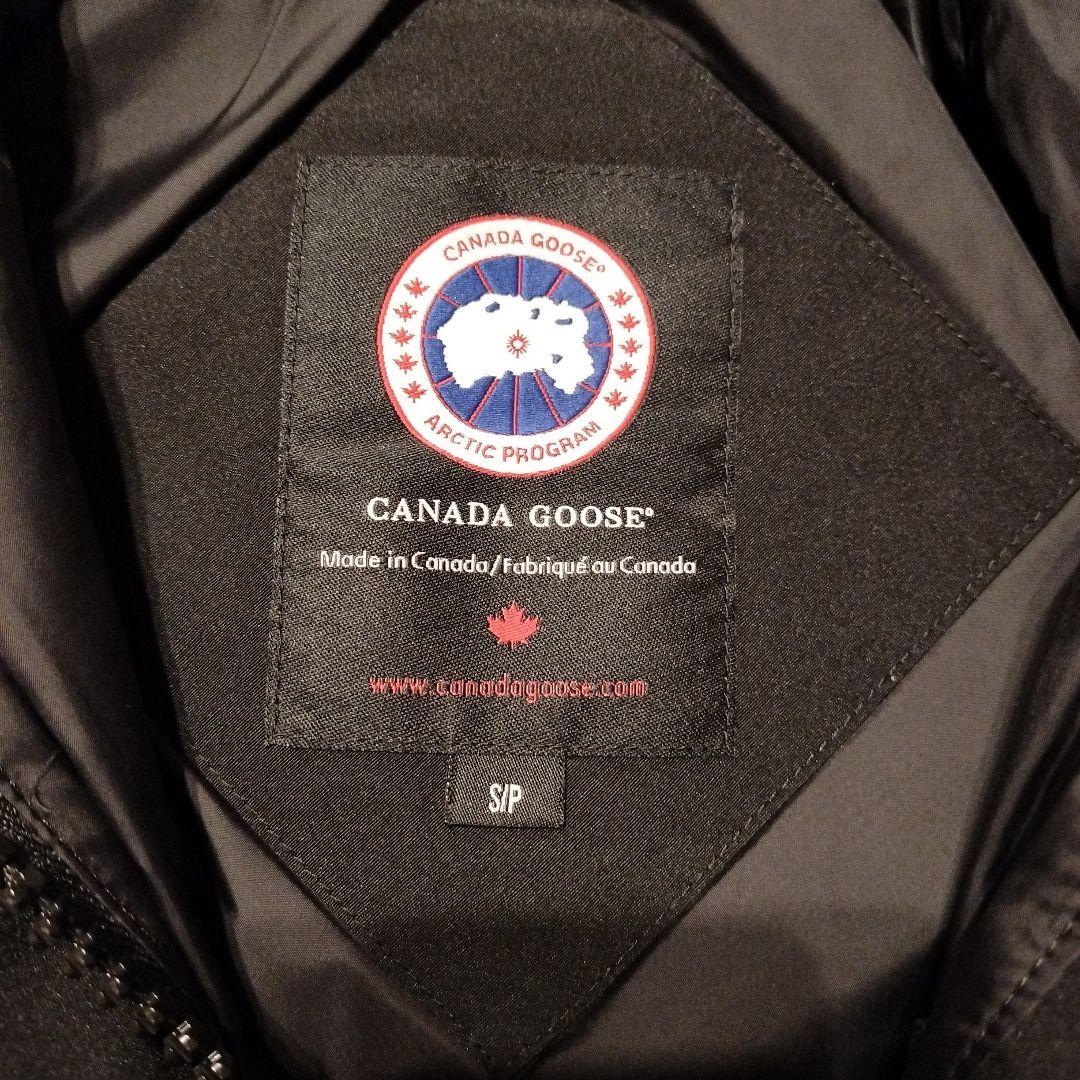 CANADA GOOSE®
ARCTIC PROGRAM
CANADA GOOSE®
Made in Canada/Fabriqué au Canada
www.canadagoose.com
S/P